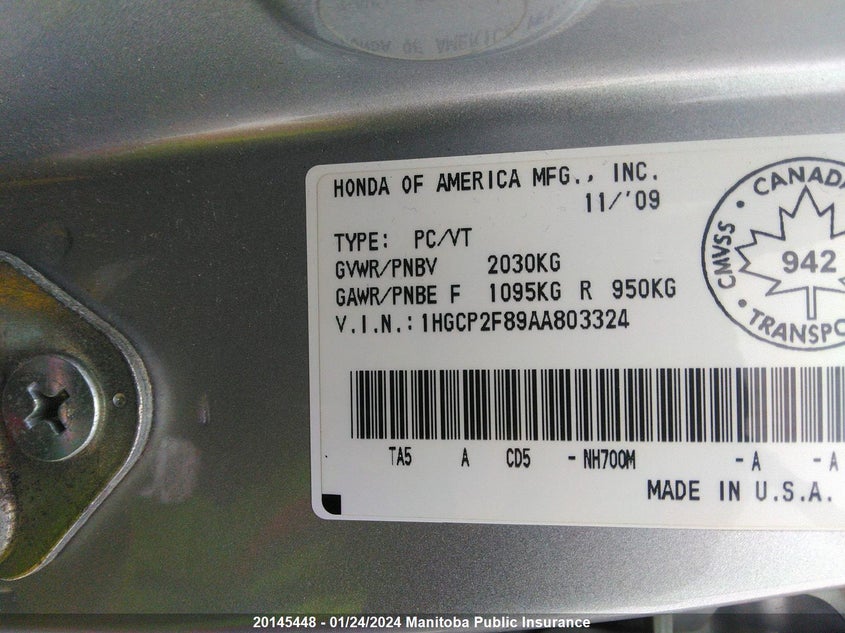 HONDA OF AMERICA MFG., INC.
11/'09
TYPE: PC/VT
GVWR/PNBV 2030KG
GAWR/PNBE F 1095KG R 950KG
V.I.N.: 1HGCP2F89AA803324
CANADA
CMVSS
942
TRANSPO
TA5 A CD5 - NH700M - A - A
MADE IN U.S.A.
20145448 - 01/24/2024 Manitoba Public Insurance